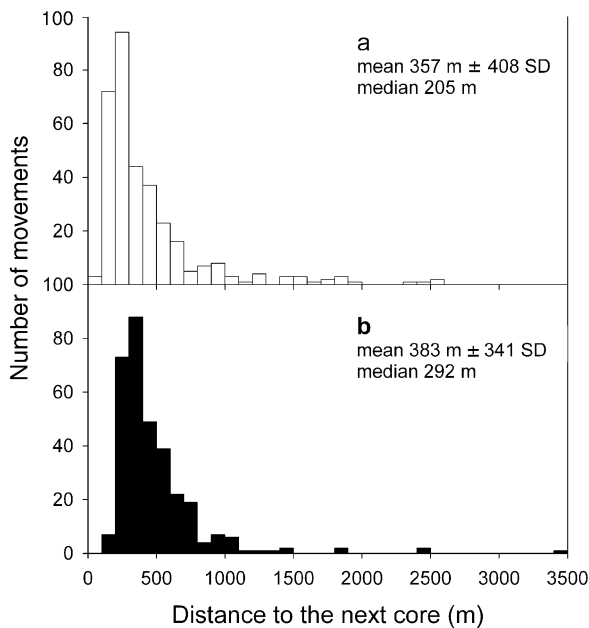 100
a
mean 357 m ± 408 SD
median 205 m
80
60
40
20
Number of movements
100
b
mean 383 m ± 341 SD
median 292 m
80
60
40
20
0
0 500 1000 1500 2000 2500 3000 3500
Distance to the next core (m)